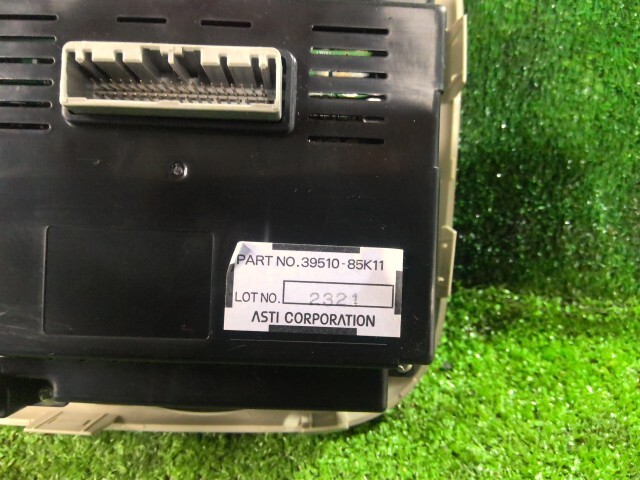 PART NO. 39510-85K11
LOT NO. 2321
ASTI CORPORATION